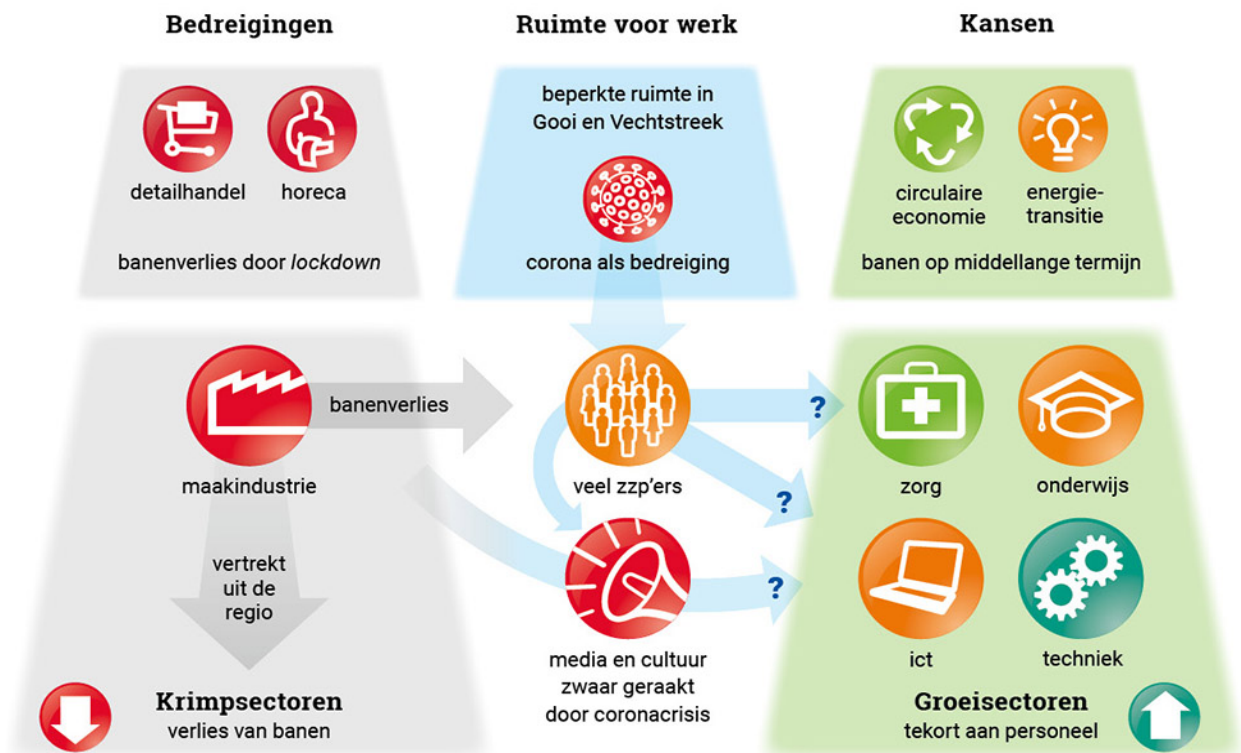 Bedreigingen
detailhandel
horeca
banenverlies door lockdown
Ruimte voor werk
beperkte ruimte in
Gooi en Vechtstreek
corona als bedreiging
Kansen
circulaire
economie
energie-
transitie
banen op middellange termijn
maakindustrie
banenverlies
vertrekt
uit de
regio
Krimpsectoren
verlies van banen
veel zzp'ers
media en cultuur
zwaar geraakt
door coronacrisis
?
?
?
zorg
onderwijs
ict
techniek
Groeisectoren
tekort aan personeel